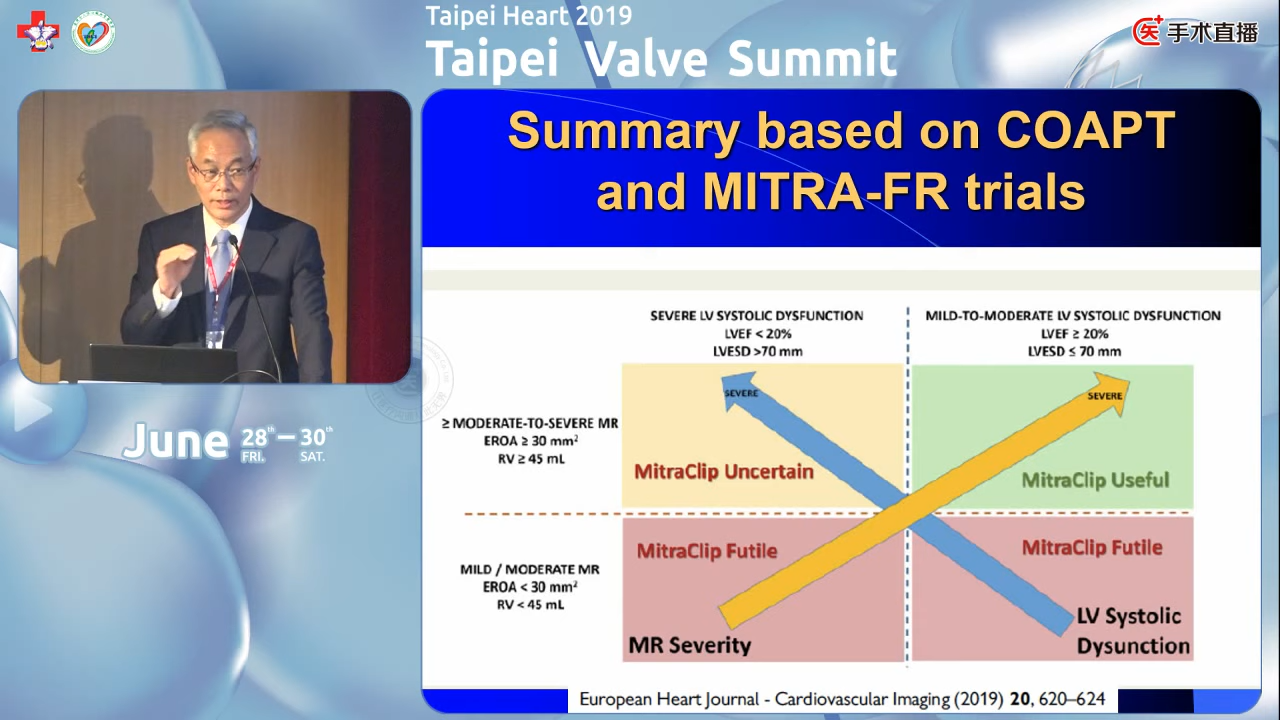 Taipei Heart 2019
Taipei Valve Summit
手术直播
Summary based on COAPT
and MITRA-FR trials
SEVERE LV SYSTOLIC DYSFUNCTION
LVEF < 20%
LVESD >70 mm
MILD-TO-MODERATE LV SYSTOLIC DYSFUNCTION
LVEF ≥ 20%
LVESD ≤ 70 mm
SEVERE
SEVERE
≥ MODERATE-TO-SEVERE MR
EROA ≥ 30 mm²
RV ≥ 45 mL
MitraClip Uncertain
MitraClip Useful
MitraClip Futile
MitraClip Futile
MILD / MODERATE MR
EROA < 30 mm²
RV < 45 mL
MR Severity
LV Systolic
Dysunction
June 28th — 30th
FRI. SAT.
European Heart Journal - Cardiovascular Imaging (2019) 20, 620–624